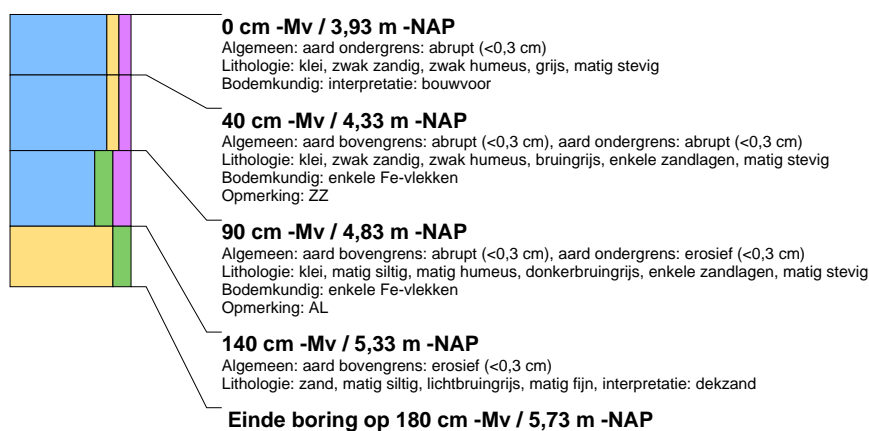 0 cm -Mv / 3,93 m -NAP
Algemeen: aard ondergrens: abrupt (<0,3 cm)
Lithologie: klei, zwak zandig, zwak humeus, grijs, matig stevig
Bodemkundig: interpretatie: bouwvoor
40 cm -Mv / 4,33 m -NAP
Algemeen: aard bovengrens: abrupt (<0,3 cm), aard ondergrens: abrupt (<0,3 cm)
Lithologie: klei, zwak zandig, zwak humeus, bruingrijs, enkele zandlagen, matig stevig
Bodemkundig: enkele Fe-vlekken
Opmerking: ZZ
90 cm -Mv / 4,83 m -NAP
Algemeen: aard bovengrens: abrupt (<0,3 cm), aard ondergrens: erosief (<0,3 cm)
Lithologie: klei, matig siltig, matig humeus, donkerbruingrijs, enkele zandlagen, matig stevig
Bodemkundig: enkele Fe-vlekken
Opmerking: AL
140 cm -Mv / 5,33 m -NAP
Algemeen: aard bovengrens: erosief (<0,3 cm)
Lithologie: zand, matig siltig, lichtbruingrijs, matig fijn, interpretatie: dekzand
Einde boring op 180 cm -Mv / 5,73 m -NAP